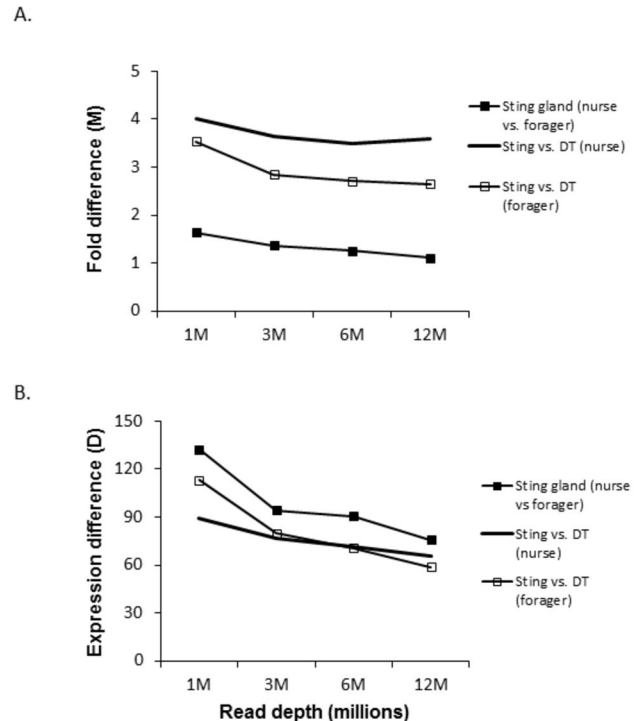 A.
Fold difference (M)
5
4
3
2
1
0
1M 3M 6M 12M
Sting gland (nurse
vs. forager)
Sting vs. DT (nurse)
Sting vs. DT
(forager)
B.
Expression difference (D)
150
120
90
60
30
0
1M 3M 6M 12M
Read depth (millions)
Sting gland (nurse
vs forager)
Sting vs. DT
(nurse)
Sting vs. DT
(forager)